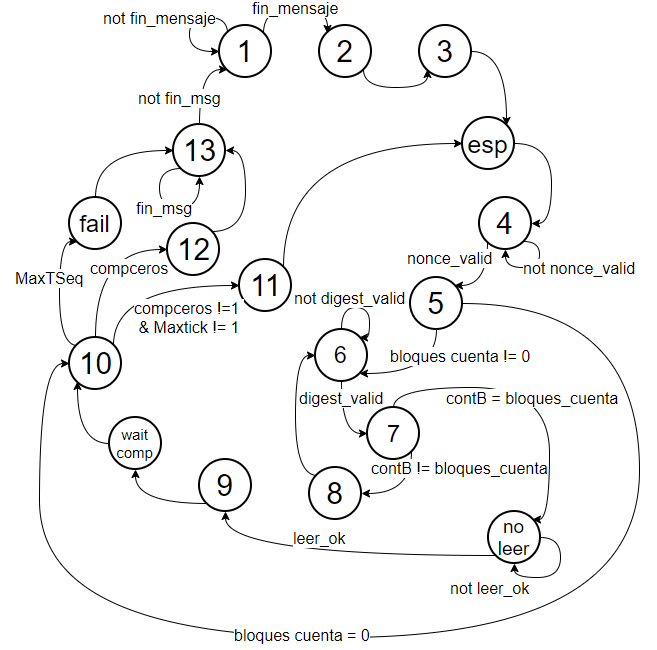 fin_mensaje
not fin_mensaje
1
2
3
not fin_msg
13
esp
fin_msg
fail
12
4
nonce_valid
not nonce_valid
MaxTSeq
compceros
11
not digest_valid
5
compceros !=1
& Maxtick != 1
6
bloques cuenta != 0
10
digest_valid
contB = bloques_cuenta
7
wait
comp
contB != bloques_cuenta
9
8
no
leer
leer_ok
not leer_ok
bloques cuenta = 0